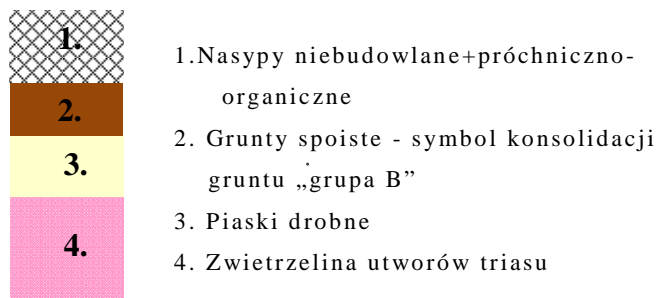 1.
1.Nasypy niebudowlane+próchniczno-
organiczne
2.
2. Grunty spoiste - symbol konsolidacji
gruntu „grupa B”
3.
3. Piaski drobne
4.
4. Zwietrzelina utworów triasu